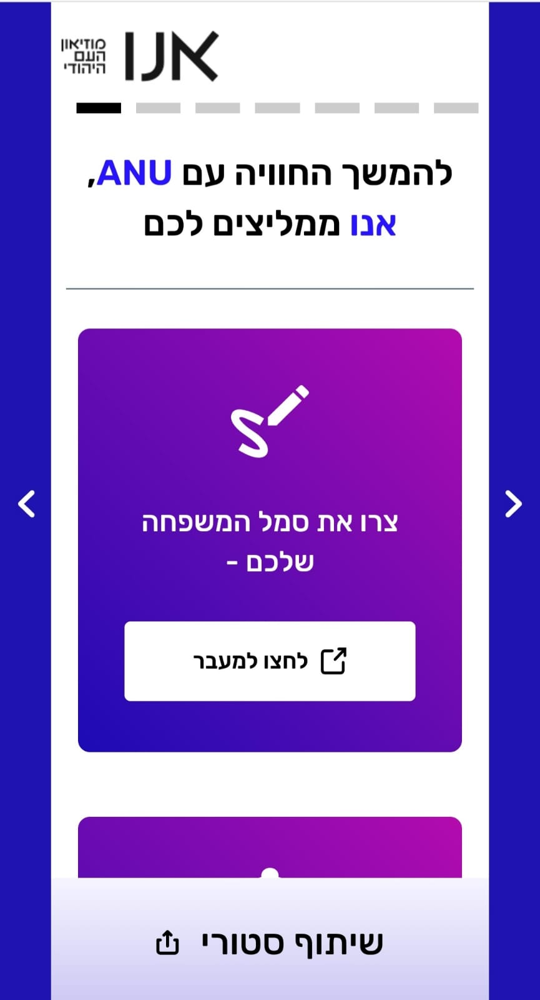 אנו
מוזיאון
העם
היהודי
להמשך החוויה עם ANU,
אנו ממליצים לכם
צרו את סמל המשפחה
שלכם -
לחצו למעבר
שיתוף סטורי